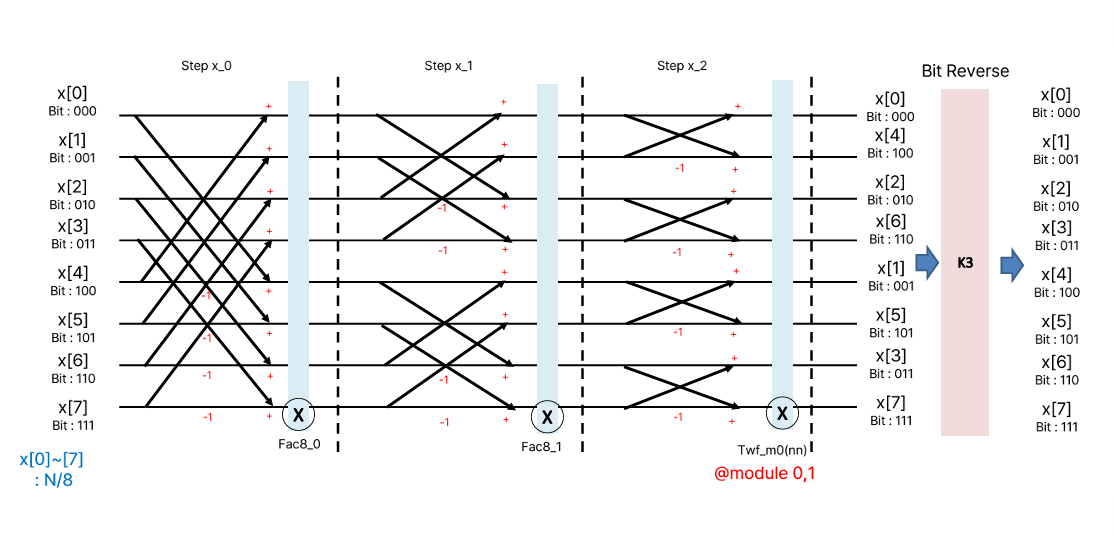 Step x_0
Step x_1
Step x_2
Bit Reverse
x[0]
Bit : 000
x[1]
Bit : 001
x[2]
Bit : 010
x[3]
Bit : 011
x[4]
Bit : 100
x[5]
Bit : 101
x[6]
Bit : 110
x[7]
Bit : 111
x[0]~[7]
: N/8
+
+
+
+
-1
+
-1
+
-1
+
-1
+
X
Fac8_0
+
+
-1
+
-1
+
+
+
-1
+
-1
+
X
Fac8_1
+
-1
+
+
-1
+
+
-1
+
+
-1
+
X
Twf_m0(nn)
@module 0,1
x[0]
Bit : 000
x[4]
Bit : 100
x[2]
Bit : 010
x[6]
Bit : 110
x[1]
Bit : 001
x[5]
Bit : 101
x[3]
Bit : 011
x[7]
Bit : 111
K3
x[0]
Bit : 000
x[1]
Bit : 001
x[2]
Bit : 010
x[3]
Bit : 011
x[4]
Bit : 100
x[5]
Bit : 101
x[6]
Bit : 110
x[7]
Bit : 111